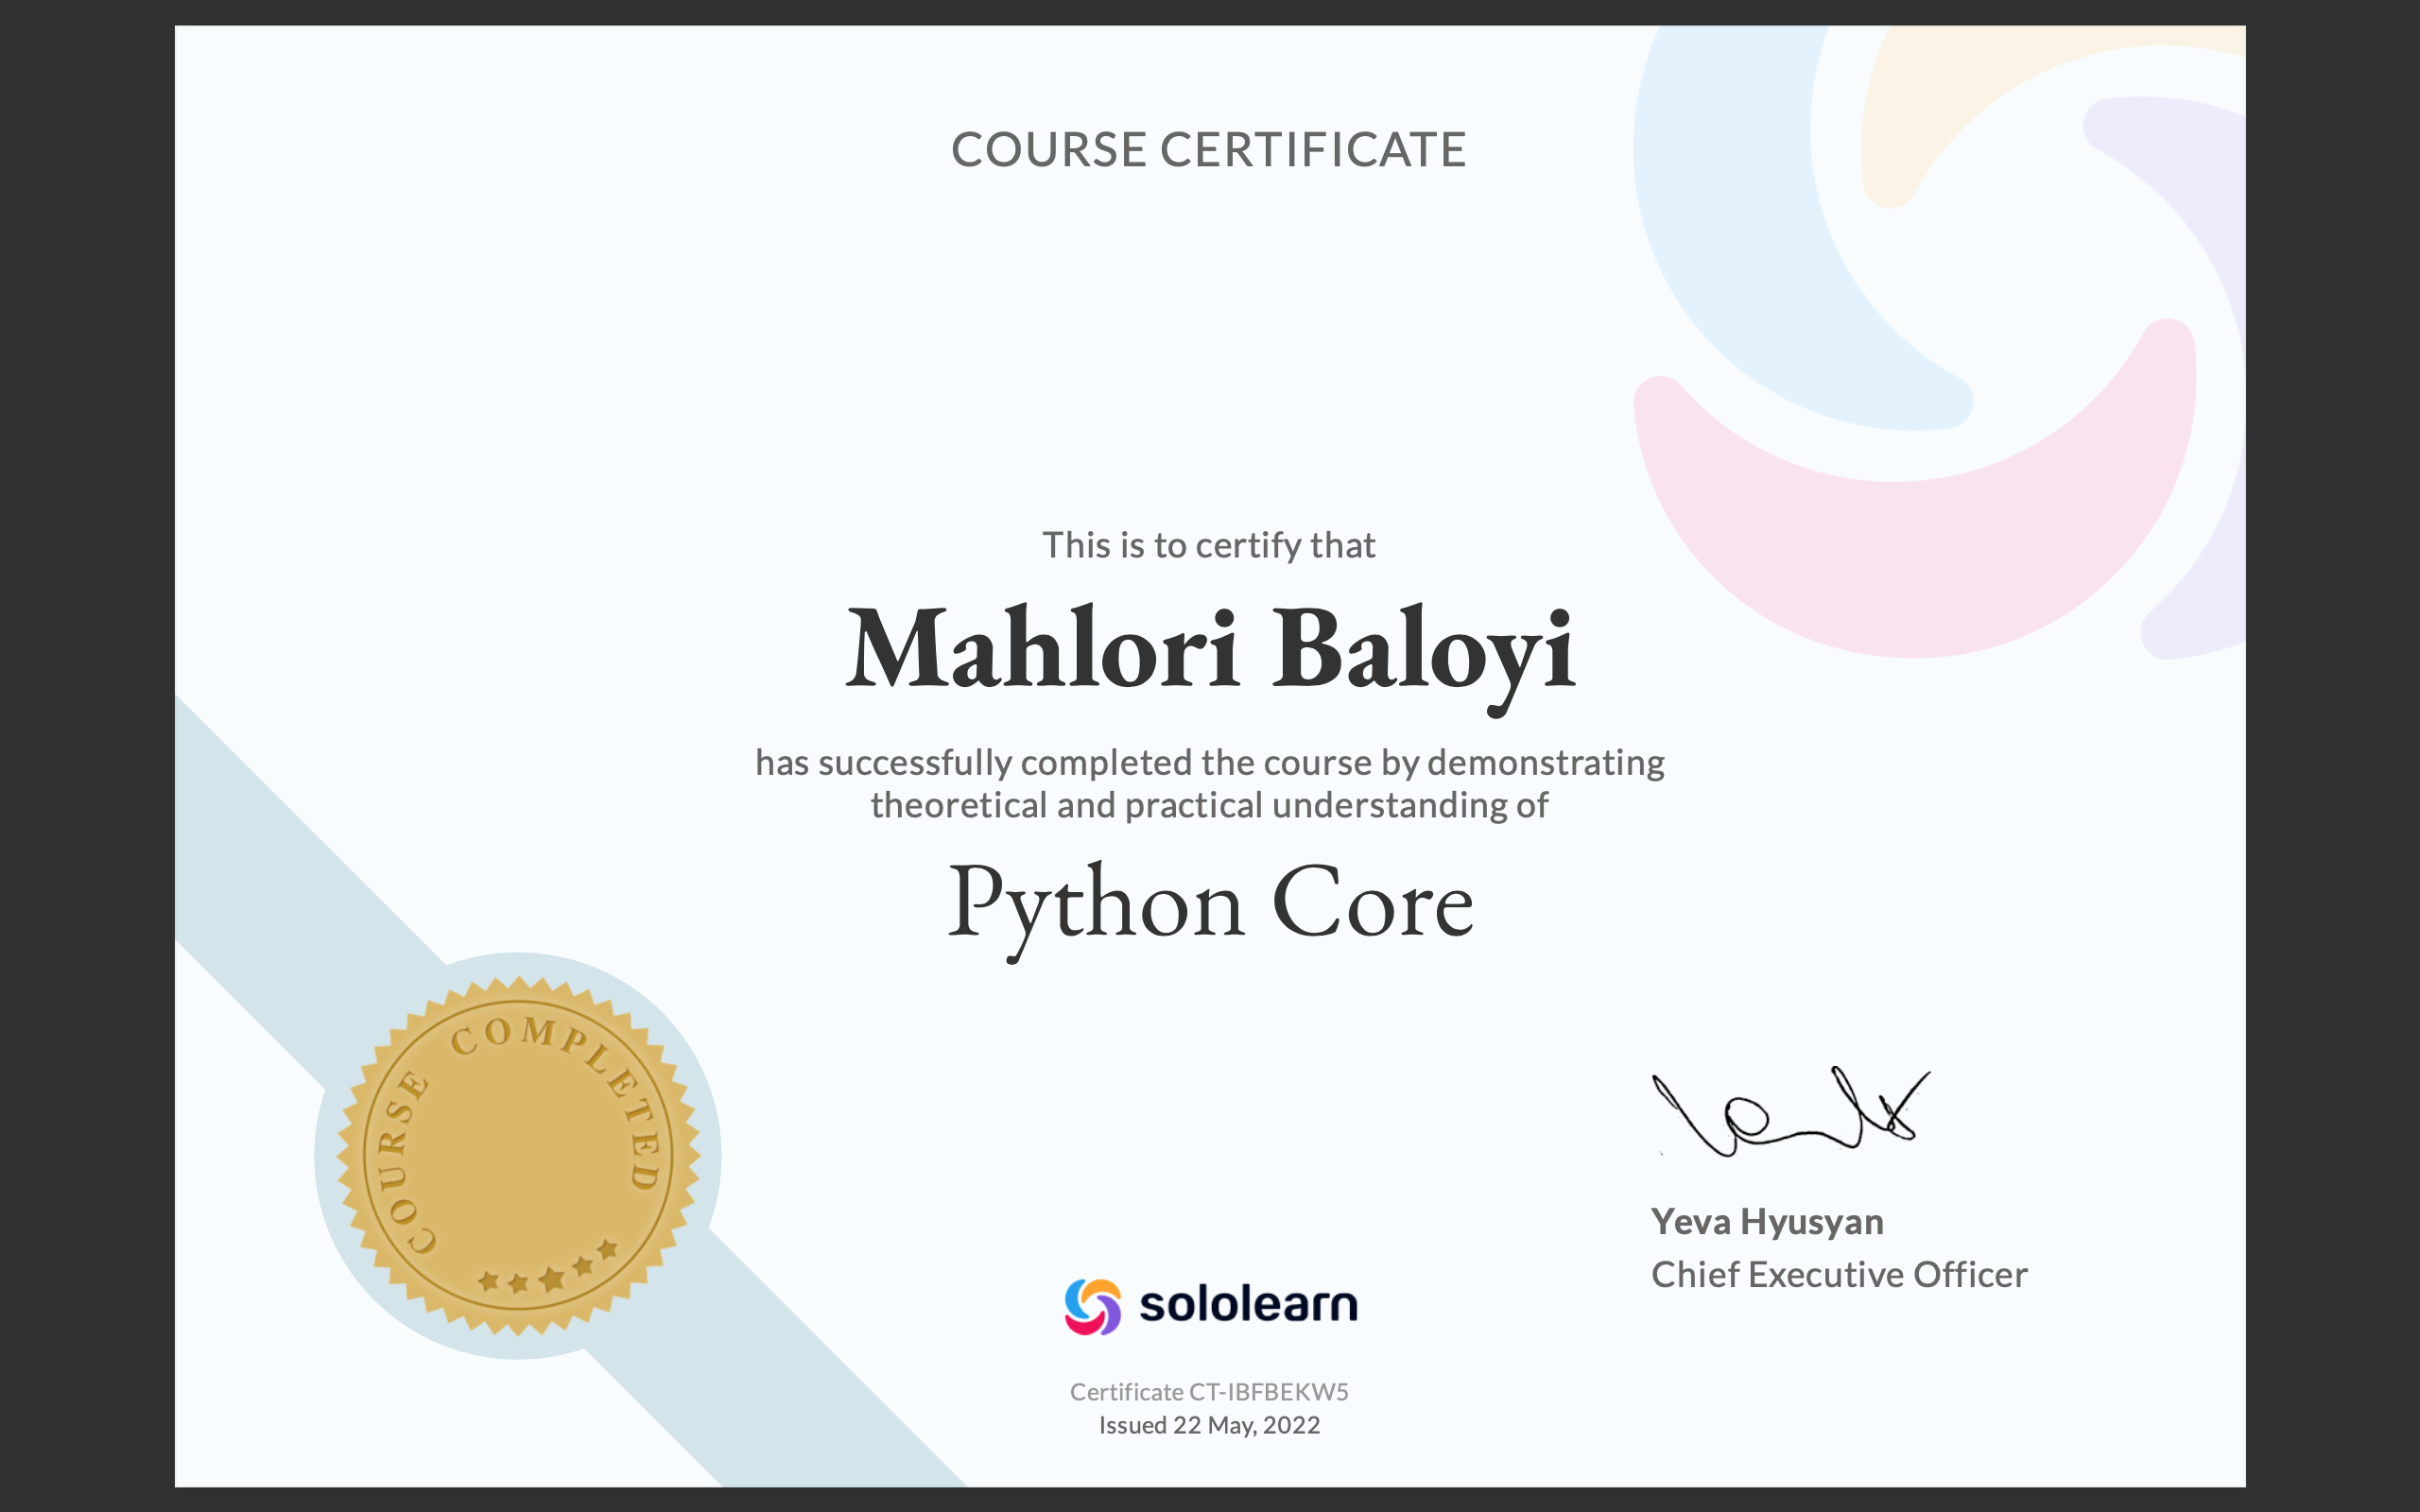 COURSE CERTIFICATE
This is to certify that
Mahlori Baloyi
has successfully completed the course by demonstrating
theoretical and practical understanding of
Python Core
COURSE COMPLETED
Yeva Hyusyan
Chief Executive Officer
sololearn
Certificate CT-IBFBEKW5
Issued 22 May, 2022